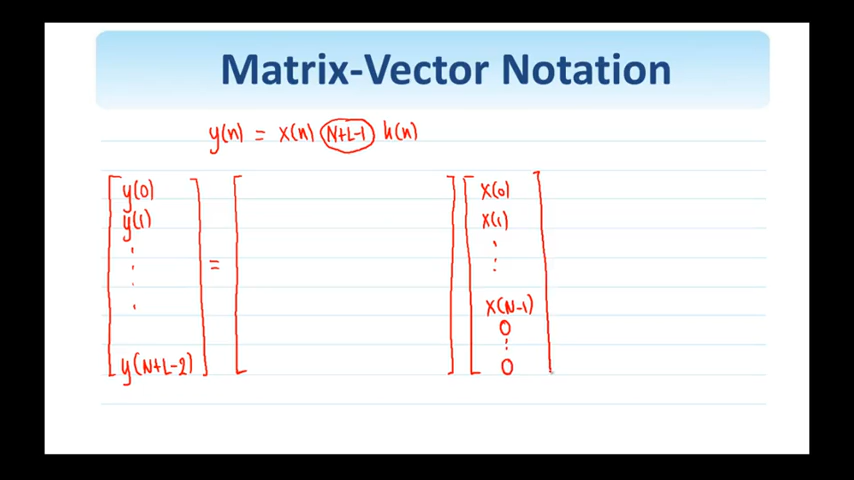 Matrix-Vector Notation
y(n) = x(n) (N+L-1) h(n)
y(0)
y(1)
⋮
y(N+L-2)
=
x(0)
x(1)
⋮
x(N-1)
0
⋮
0